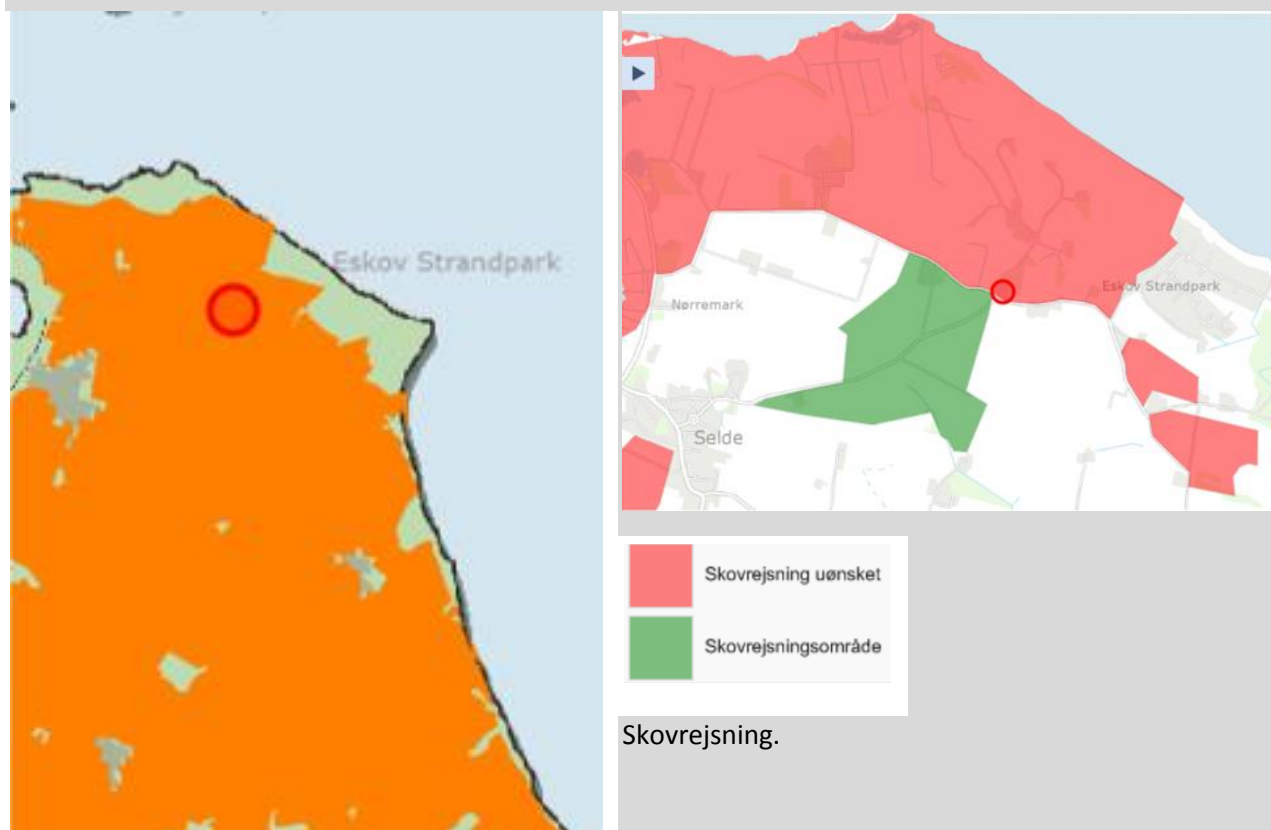 Eskov Strandpark
Nørremark
Eskov Strandpark
Selde
Skovrejsning uønsket
Skovrejsningsområde
Skovrejsning.